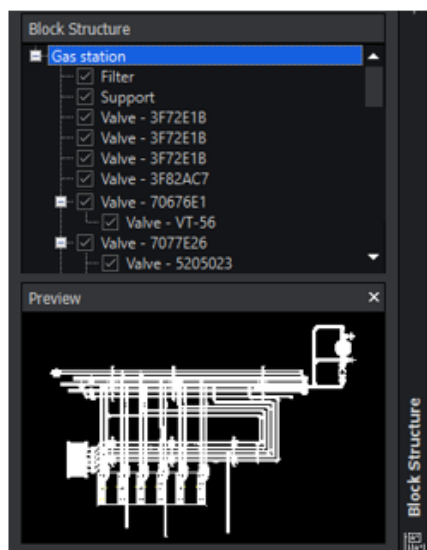 Block Structure
Gas station
Filter
Support
Valve - 3F72E1B
Valve - 3F72E1B
Valve - 3F72E1B
Valve - 3F82AC7
Valve - 70676E1
Valve - VT-56
Valve - 7077E26
Valve - 5205023
Preview
Block Structure